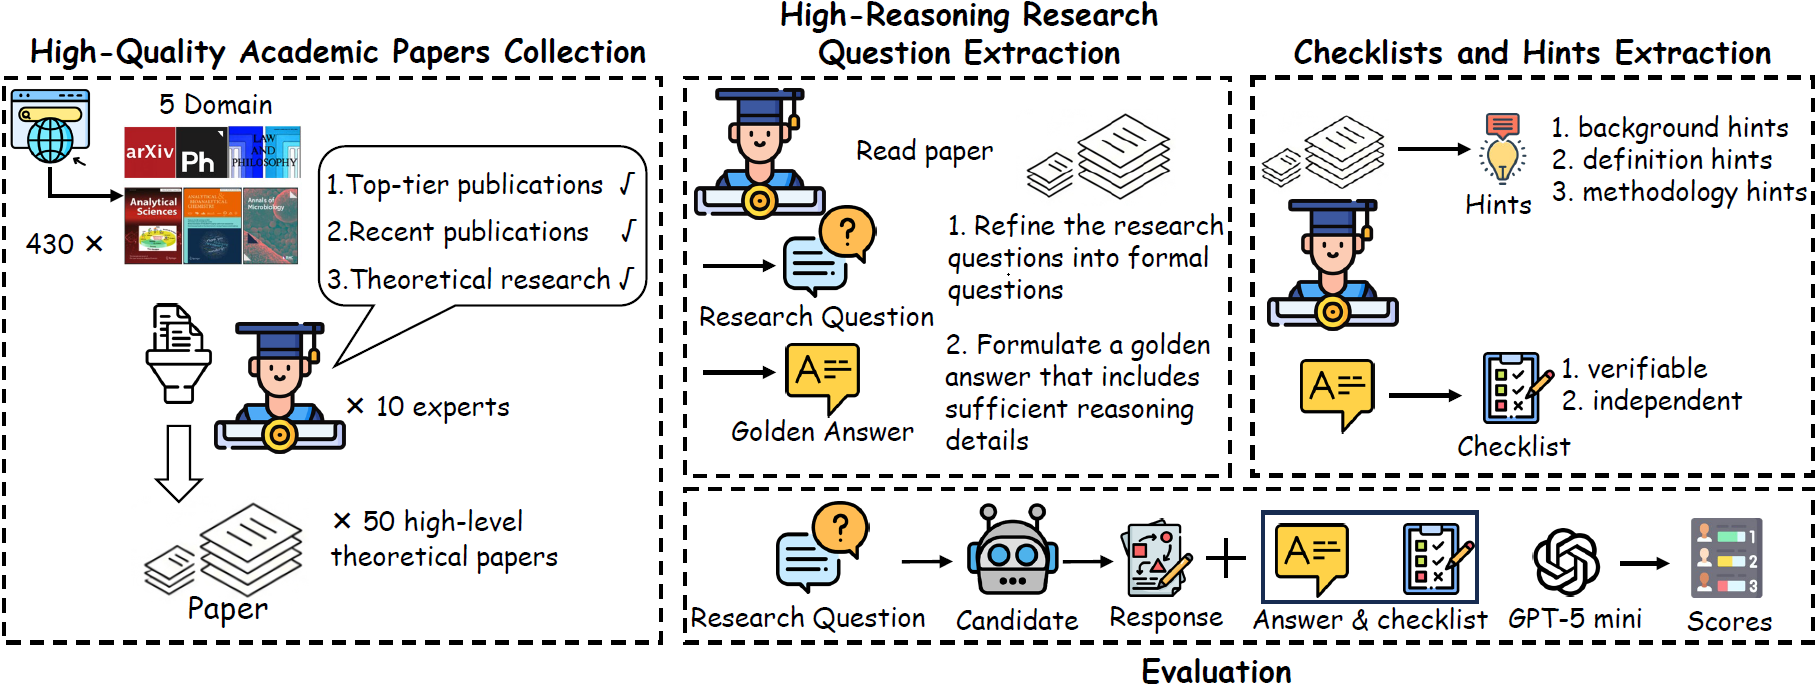 High-Quality Academic Papers Collection
5 Domain
arXiv
Ph
LAW
AND
PHILOSOPHY
Analytical
Sciences
Annals of
Microbiology
430 ×
1.Top-tier publications √
2.Recent publications √
3.Theoretical research √
× 10 experts
× 50 high-level
theoretical papers
Paper
High-Reasoning Research
Question Extraction
Read paper
Research Question
1. Refine the research
questions into formal
questions
A
Golden Answer
2. Formulate a golden
answer that includes
sufficient reasoning
details
Checklists and Hints Extraction
Hints
1. background hints
2. definition hints
3. methodology hints
A
Checklist
1. verifiable
2. independent
?
Research Question
Candidate
Response
+
A
Answer & checklist
GPT-5 mini
1
2
3
Scores
Evaluation